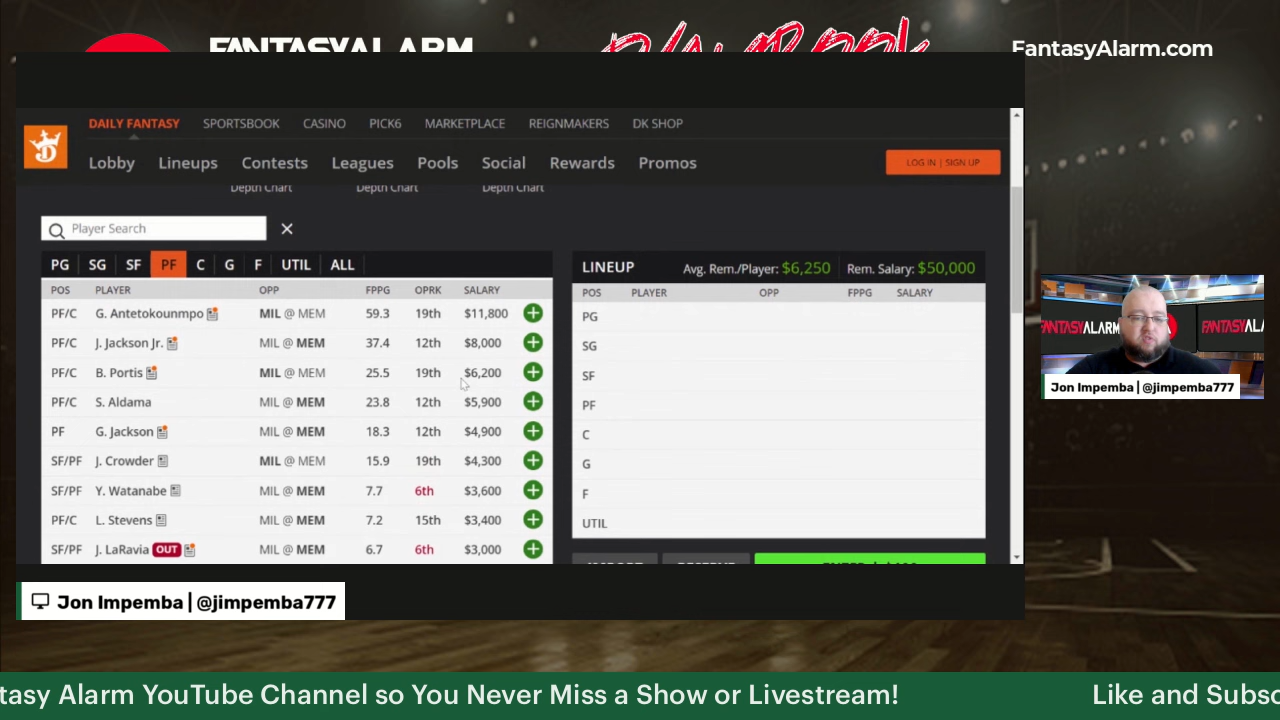 FANTASYALARM
PLAYBOOK
FantasyAlarm.com
DAILY FANTASY SPORTSBOOK CASINO PICK6 MARKETPLACE REIGNMAKERS DK SHOP
Lobby Lineups Contests Leagues Pools Social Rewards Promos
LOG IN | SIGN UP
Depth Chart Depth Chart Depth Chart
Player Search
PG SG SF PF C G F UTIL ALL
POS PLAYER OPP FPPG OPRK SALARY
PF/C G. Antetokounmpo MIL @ MEM 59.3 19th $11,800
PF/C J. Jackson Jr. MIL @ MEM 37.4 12th $8,000
PF/C B. Portis MIL @ MEM 25.5 19th $6,200
PF/C S. Aldama MIL @ MEM 23.8 12th $5,900
PF G. Jackson MIL @ MEM 18.3 12th $4,900
SF/PF J. Crowder MIL @ MEM 15.9 19th $4,300
SF/PF Y. Watanabe MIL @ MEM 7.7 6th $3,600
PF/C L. Stevens MIL @ MEM 7.2 15th $3,400
SF/PF J. LaRavia OUT MIL @ MEM 6.7 6th $3,000
LINEUP Avg. Rem./Player: $6,250 Rem. Salary: $50,000
POS PLAYER OPP FPPG SALARY
PG
SG
SF
PF
C
G
F
UTIL
FANTASYALARM FANTASYALA
Jon Impemba | @jimpemba777
Jon Impemba | @jimpemba777
tasy Alarm YouTube Channel so You Never Miss a Show or Livestream! Like and Subsc